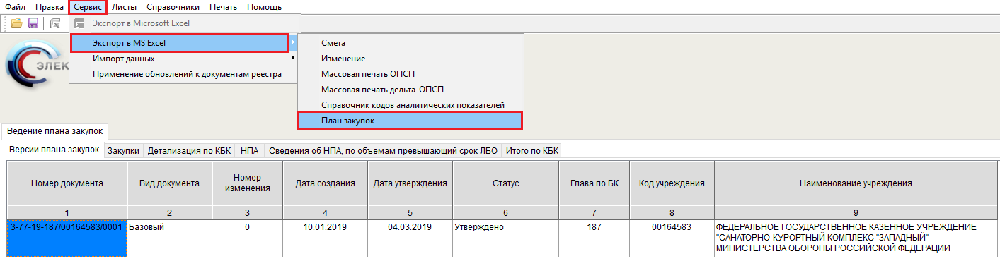 Файл Правка Сервис Листы Справочники Печать Помощь
Экспорт в Microsoft Excel
Экспорт в MS Excel
Импорт данных
Применение обновлений к документам реестра
Смета
Изменение
Массовая печать ОПСП
Массовая печать дельта-ОПСП
Справочник кодов аналитических показателей
План закупок
ЭЛЕК
Ведение плана закупок
Версии плана закупок Закупки Детализация по КБК НПА Сведения об НПА, по объемам превышающий срок ЛБО Итого по КБК
Номер документа Вид документа Номер изменения Дата создания Дата утверждения Статус Глава по БК Код учреждения Наименование учреждения
1 2 3 4 5 6 7 8 9
3-77-19-187/00164583/0001 Базовый 0 10.01.2019 04.03.2019 Утверждено 187 00164583 ФЕДЕРАЛЬНОЕ ГОСУДАРСТВЕННОЕ КАЗЕННОЕ УЧРЕЖДЕНИЕ
"САНАТОРНО-КУРОРТНЫЙ КОМПЛЕКС "ЗАПАДНЫЙ"
МИНИСТЕРСТВА ОБОРОНЫ РОССИЙСКОЙ ФЕДЕРАЦИИ